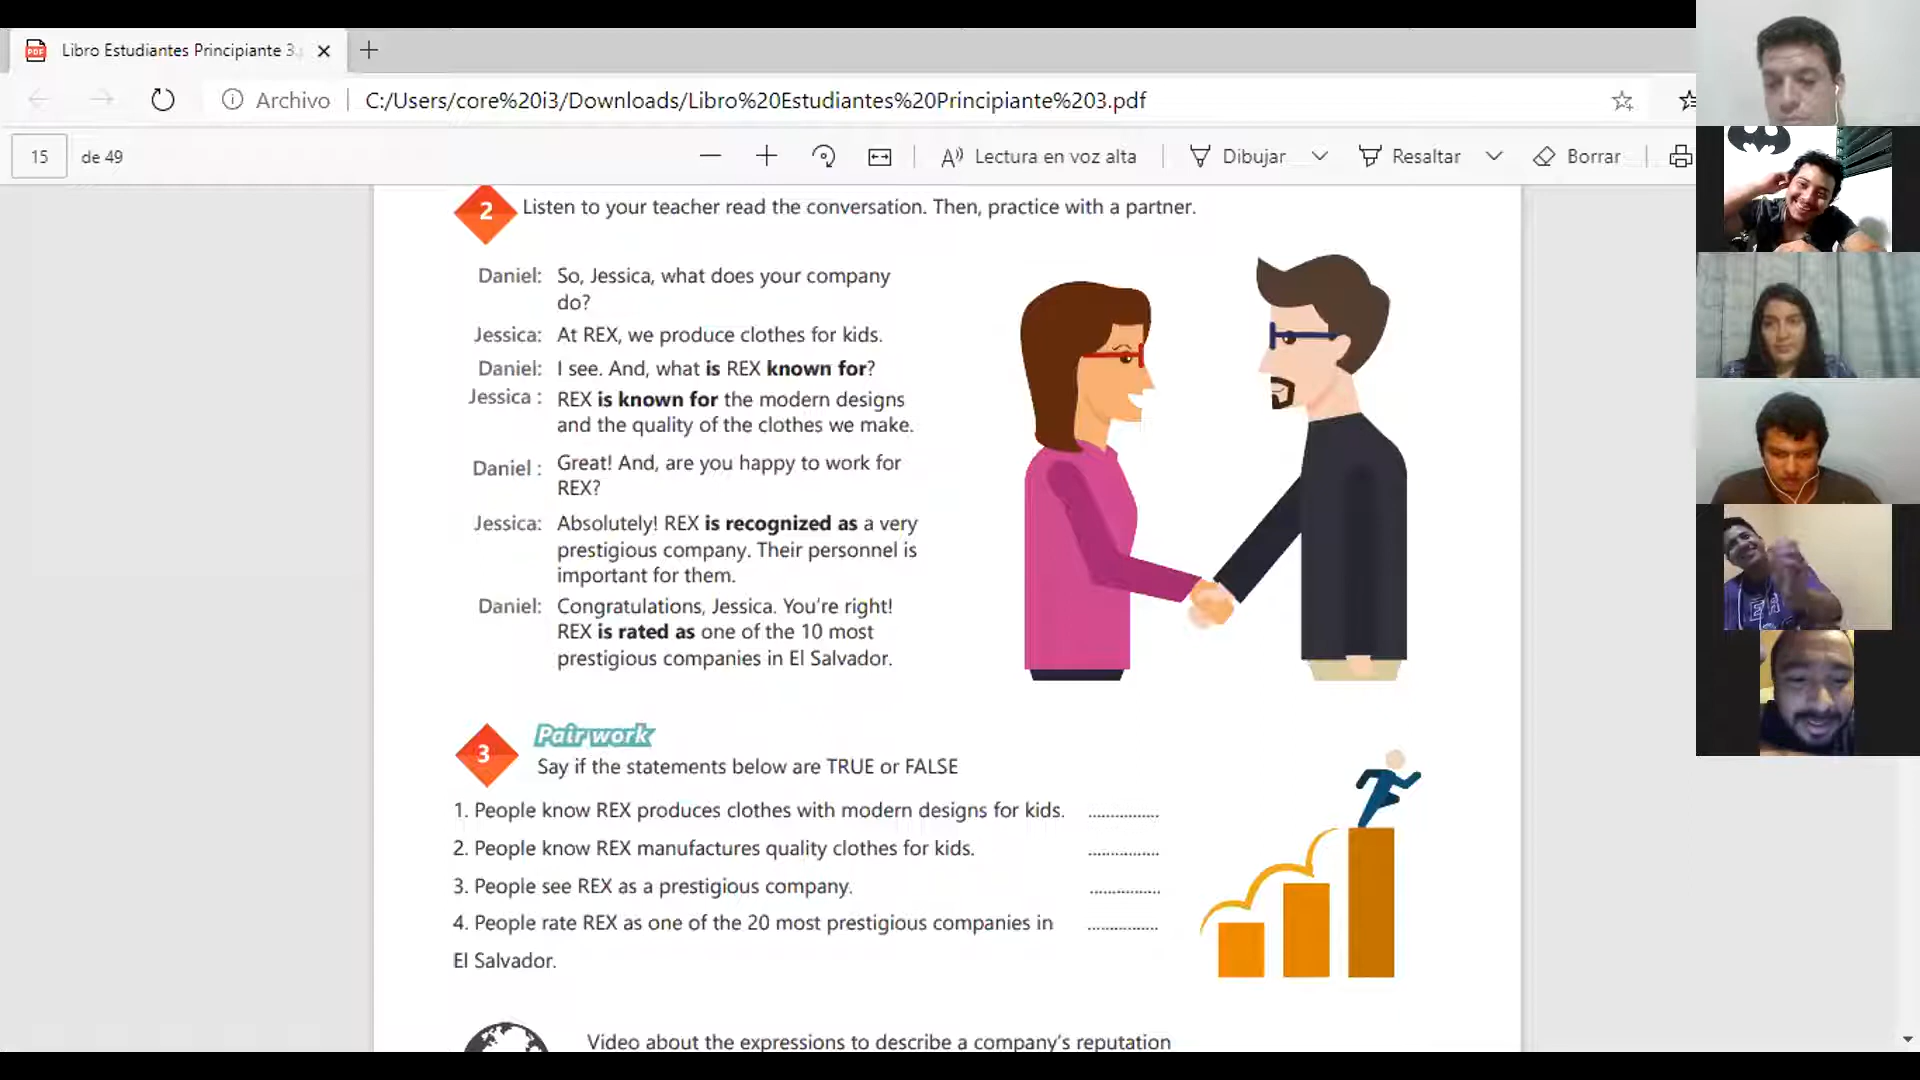 Libro Estudiantes Principiante 3.
Archivo
C:/Users/core%20i3/Downloads/Libro%20Estudiantes%20Principiante%203.pdf
15 de 49
Lectura en voz alta
Dibujar
Resaltar
Borrar
2 Listen to your teacher read the conversation. Then, practice with a partner.
Daniel: So, Jessica, what does your company
do?
Jessica: At REX, we produce clothes for kids.
Daniel: I see. And, what is REX known for?
Jessica : REX is known for the modern designs
and the quality of the clothes we make.
Daniel : Great! And, are you happy to work for
REX?
Jessica: Absolutely! REX is recognized as a very
prestigious company. Their personnel is
important for them.
Daniel: Congratulations, Jessica. You're right!
REX is rated as one of the 10 most
prestigious companies in El Salvador.
3 Pair work
Say if the statements below are TRUE or FALSE
1. People know REX produces clothes with modern designs for kids. ................
2. People know REX manufactures quality clothes for kids. ................
3. People see REX as a prestigious company. ................
4. People rate REX as one of the 20 most prestigious companies in ................
El Salvador.
Video about the expressions to describe a company's reputation